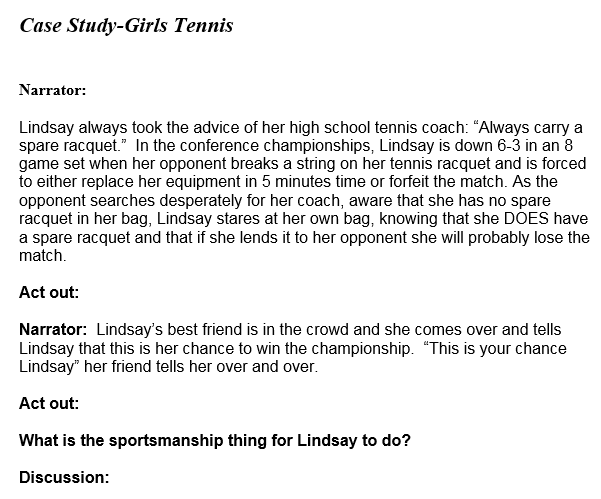 Case Study-Girls Tennis
Narrator:
Lindsay always took the advice of her high school tennis coach: “Always carry a
spare racquet.”  In the conference championships, Lindsay is down 6-3 in an 8
game set when her opponent breaks a string on her tennis racquet and is forced
to either replace her equipment in 5 minutes time or forfeit the match. As the
opponent searches desperately for her coach, aware that she has no spare
racquet in her bag, Lindsay stares at her own bag, knowing that she DOES have
a spare racquet and that if she lends it to her opponent she will probably lose the
match.
Act out:
Narrator:  Lindsay’s best friend is in the crowd and she comes over and tells
Lindsay that this is her chance to win the championship.  “This is your chance
Lindsay” her friend tells her over and over.
Act out:
What is the sportsmanship thing for Lindsay to do?
Discussion: